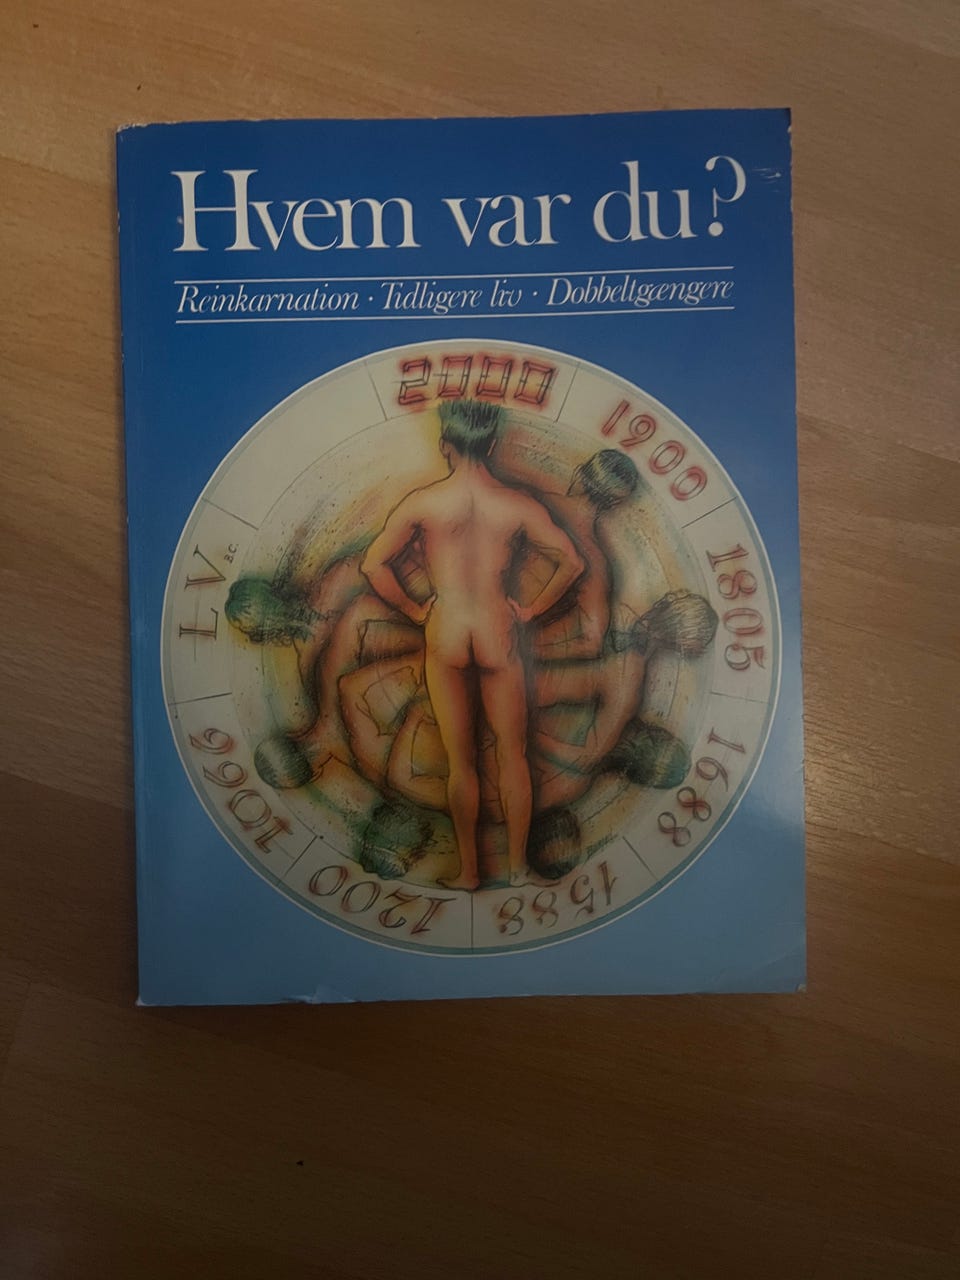 Hvem var du?
Reinkarnation · Tidligere liv · Dobbeltgængere
2000
1900
1805
1688
1588
1200
1066
LV B.C.